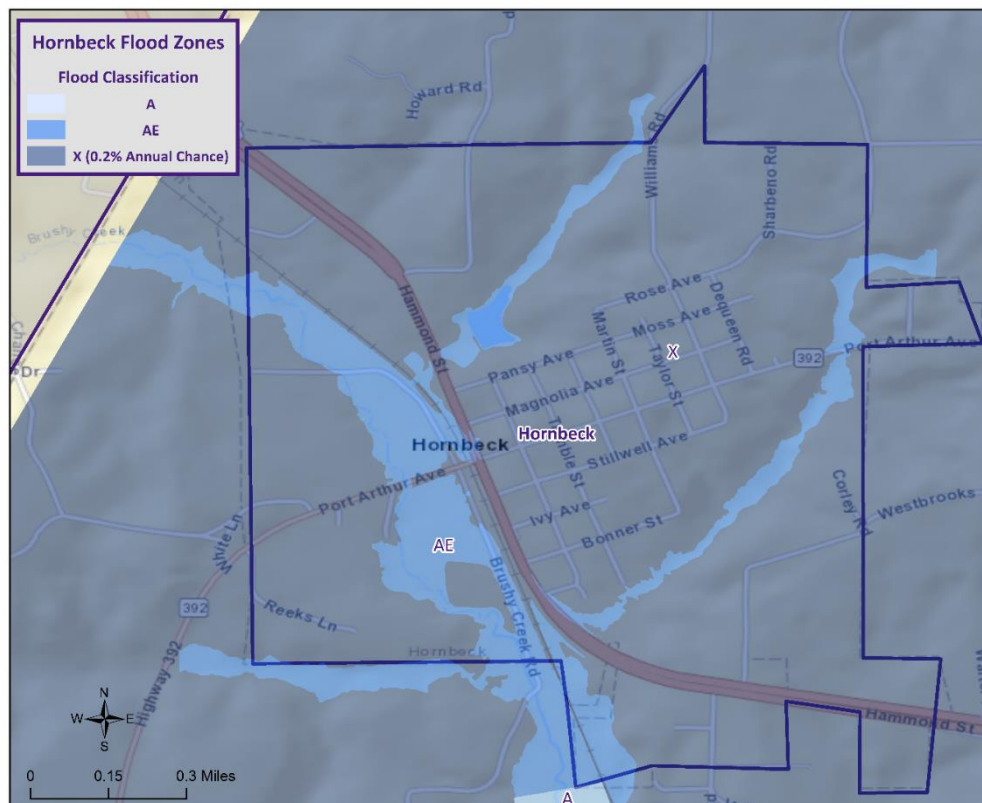 Hornbeck Flood Zones
Flood Classification
A
AE
X (0.2% Annual Chance)
Howard Rd
Williams Rd
Sharbeno Rd
Brushy Creek
Hammond St
Rose Ave
Dequeen Rd
Moss Ave
Martin St
Pansy Ave
Taylor St
X
392
Port Arthur Ave
Dr
Magnolia Ave
Hornbeck
Hornbeck
Stillwell Ave
Port Arthur Ave
Corley Rd
Westbrooks
Ivy Ave
White Ln
Bonner St
AE
Brushy Creek Rd
392
Reeks Ln
Hornbeck
Highway 392
Hammond St
N
W E
S
0 0.15 0.3 Miles
A